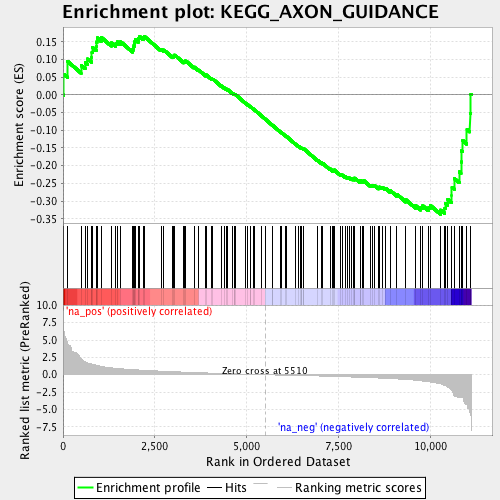 Enrichment plot: KEGG_AXON_GUIDANCE
Enrichment score (ES)
0.15
0.10
0.05
0.00
-0.05
-0.10
-0.15
-0.20
-0.25
-0.30
-0.35
'na_pos' (positively correlated)
Ranked list metric (PreRanked)
10.0
7.5
5.0
2.5
0.0
-2.5
-5.0
-7.5
Zero cross at 5510
'na_neg' (negatively correlated)
0
2,500
5,000
7,500
10,000
Rank in Ordered Dataset
Enrichment profile
Hits
Ranking metric scores